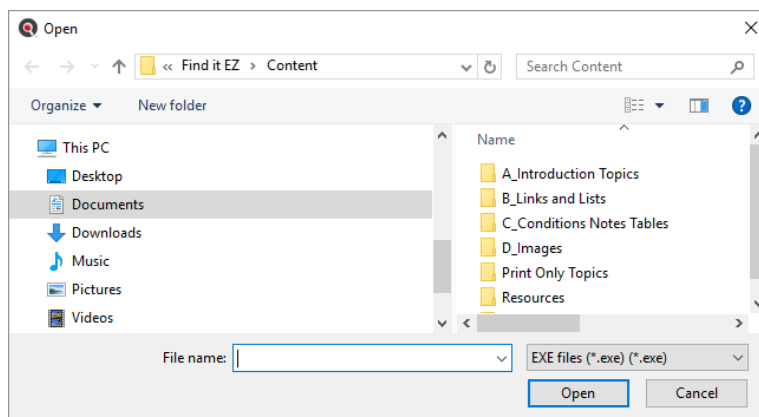 Open
« Find it EZ > Content
Search Content
Organize
New folder
This PC
Desktop
Documents
Downloads
Music
Pictures
Videos
Name
A_Introduction Topics
B_Links and Lists
C_Conditions Notes Tables
D_Images
Print Only Topics
Resources
File name:
EXE files (*.exe) (*.exe)
Open
Cancel